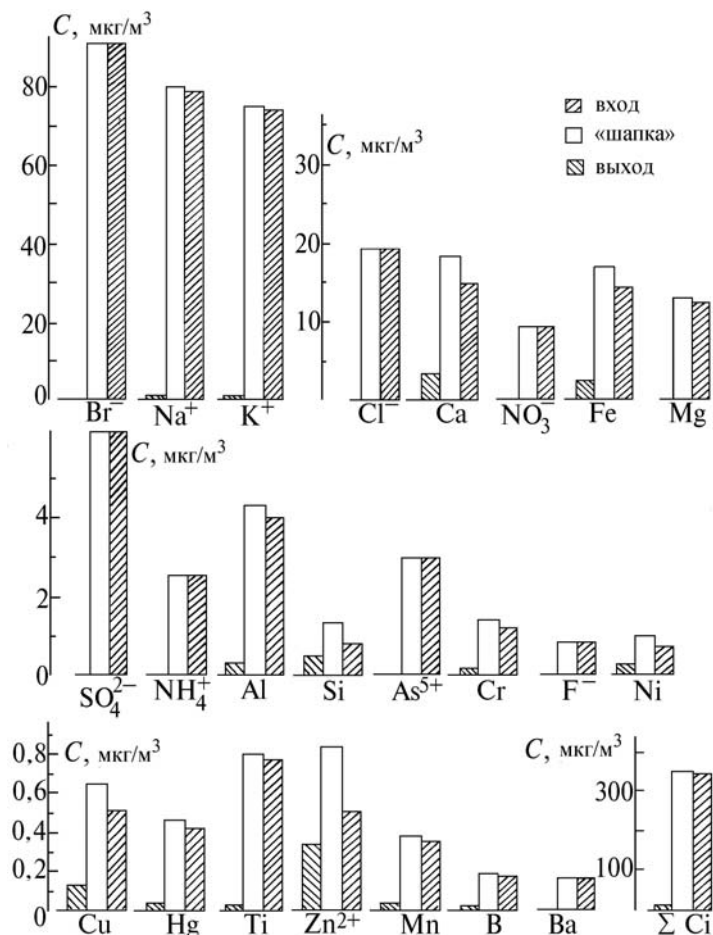 C, мкг/м³
80
60
40
20
0
Br⁻ Na⁺ K⁺
C, мкг/м³
30
20
10
Cl⁻ Ca NO₃⁻ Fe Mg
вход
«шапка»
выход
C, мкг/м³
4
2
0
SO₄²⁻ NH₄⁺ Al Si As⁵⁺ Cr F⁻ Ni
C, мкг/м³
0,8
0,6
0,4
0,2
0
Cu Hg Ti Zn²⁺ Mn B Ba
C, мкг/м³
300
100
Σ Ci